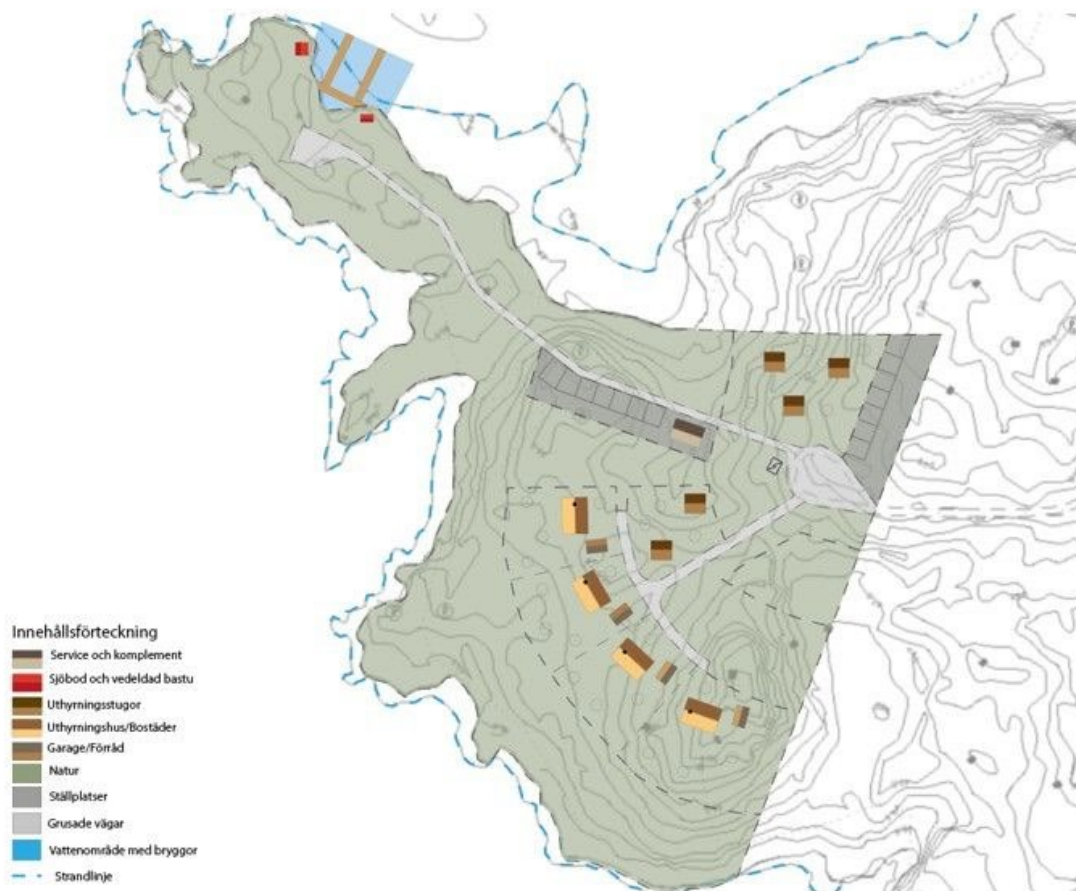 Innehållsförteckning
Service och komplement
Sjöbod och vedeldad bastu
Uthyrningsstugor
Uthyrningshus/Bostäder
Garage/Förråd
Natur
Ställplatser
Grusade vägar
Vattenområde med bryggor
Strandlinje